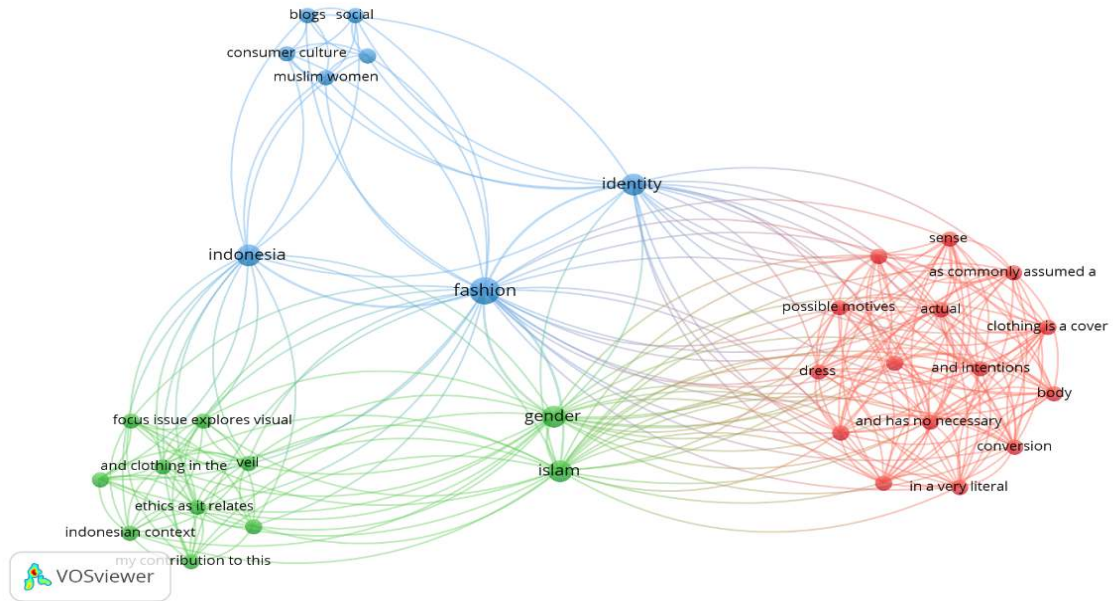 blogs
social
consumer culture
muslim women
identity
indonesia
fashion
sense
as commonly assumed a
possible motives
actual
clothing is a cover
dress
and intentions
body
gender
and has no necessary
conversion
focus issue explores visual
islam
and clothing in the
veil
in a very literal
ethics as it relates
indonesian context
my contribution to this
VOSviewer